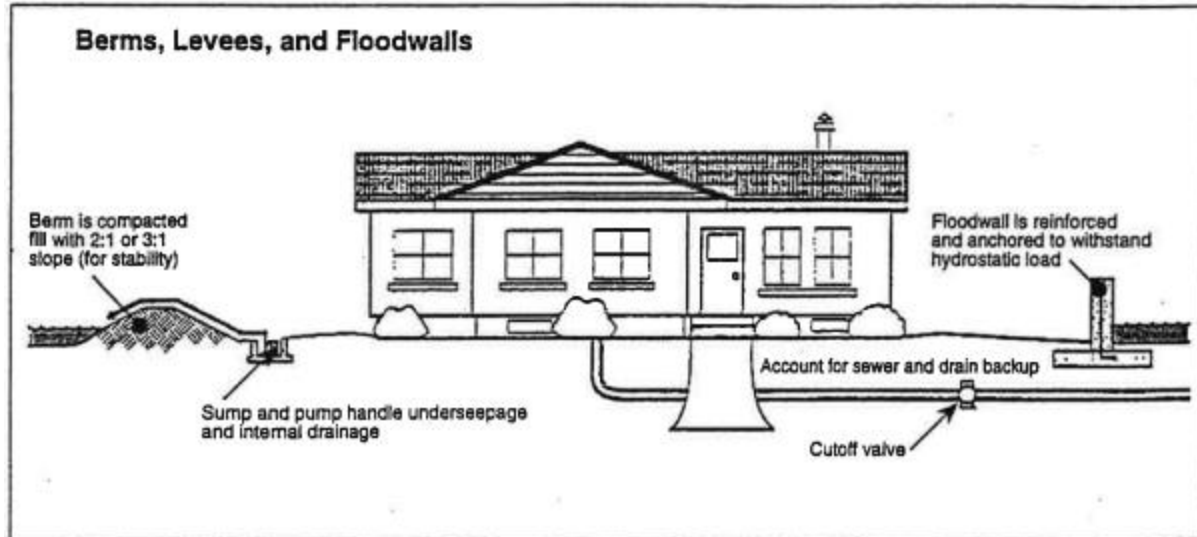 Berms, Levees, and Floodwalls
Berm is compacted
fill with 2:1 or 3:1
slope (for stability)
Floodwall is reinforced
and anchored to withstand
hydrostatic load
Account for sewer and drain backup
Sump and pump handle underseepage
and internal drainage
Cutoff valve